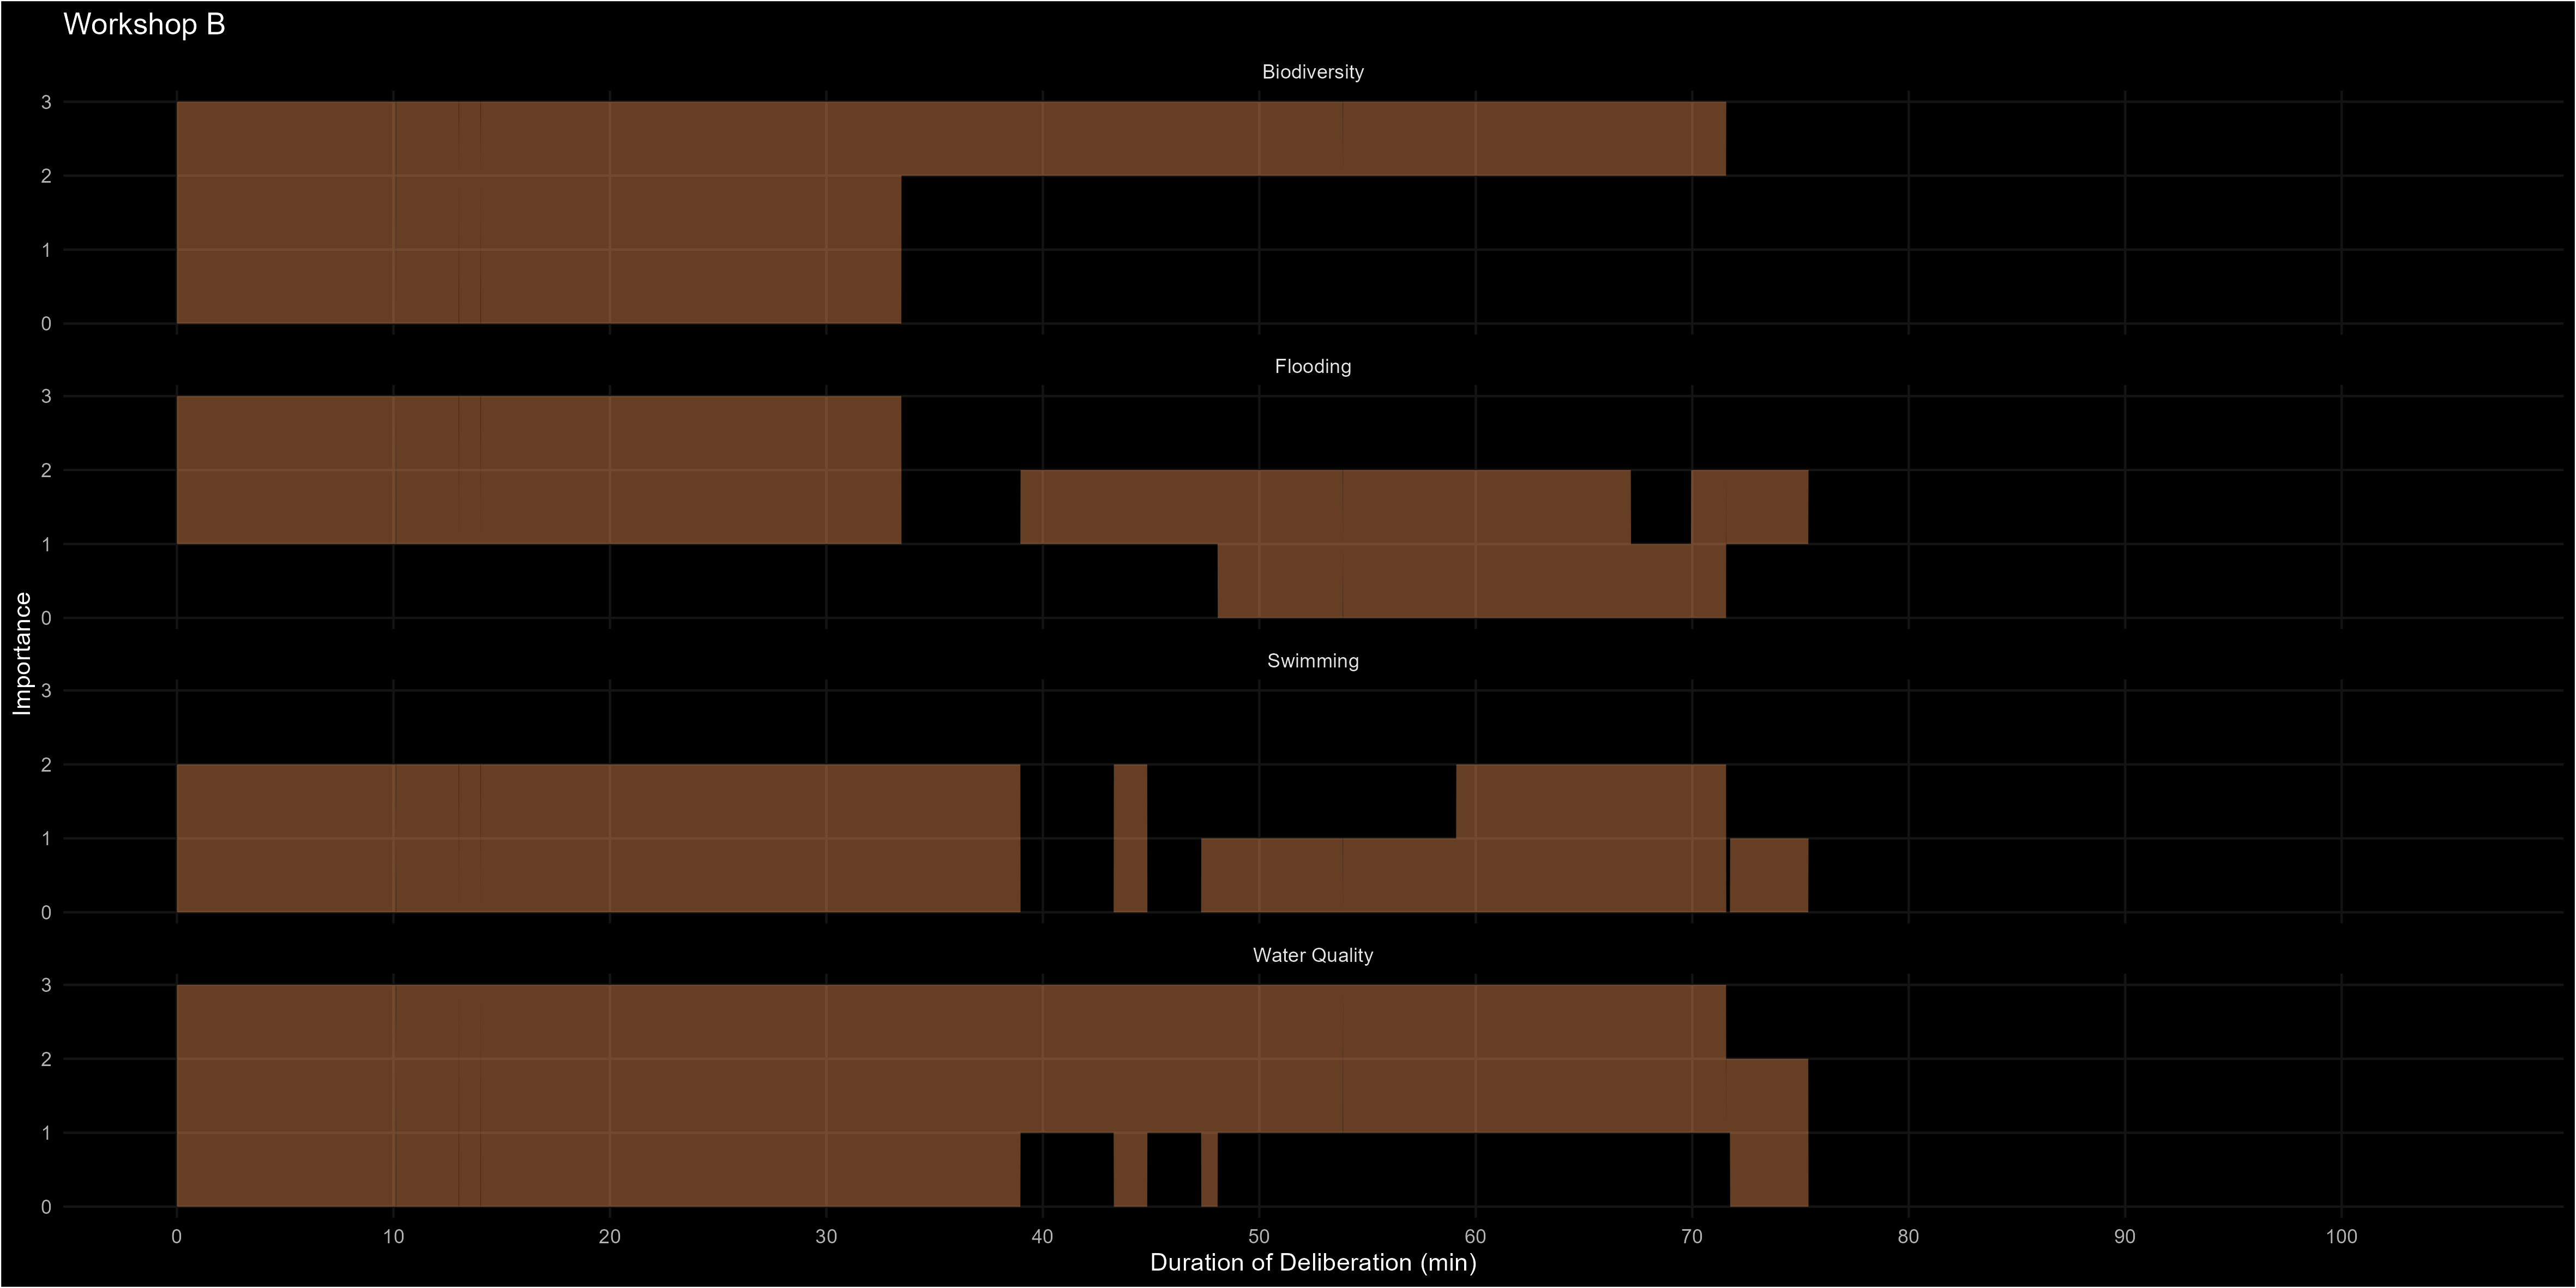 Workshop B
Biodiversity
3
2
1
0
Flooding
3
2
1
0
Swimming
3
2
1
0
Water Quality
3
2
1
0
Importance
0 10 20 30 40 50 60 70 80 90 100
Duration of Deliberation (min)